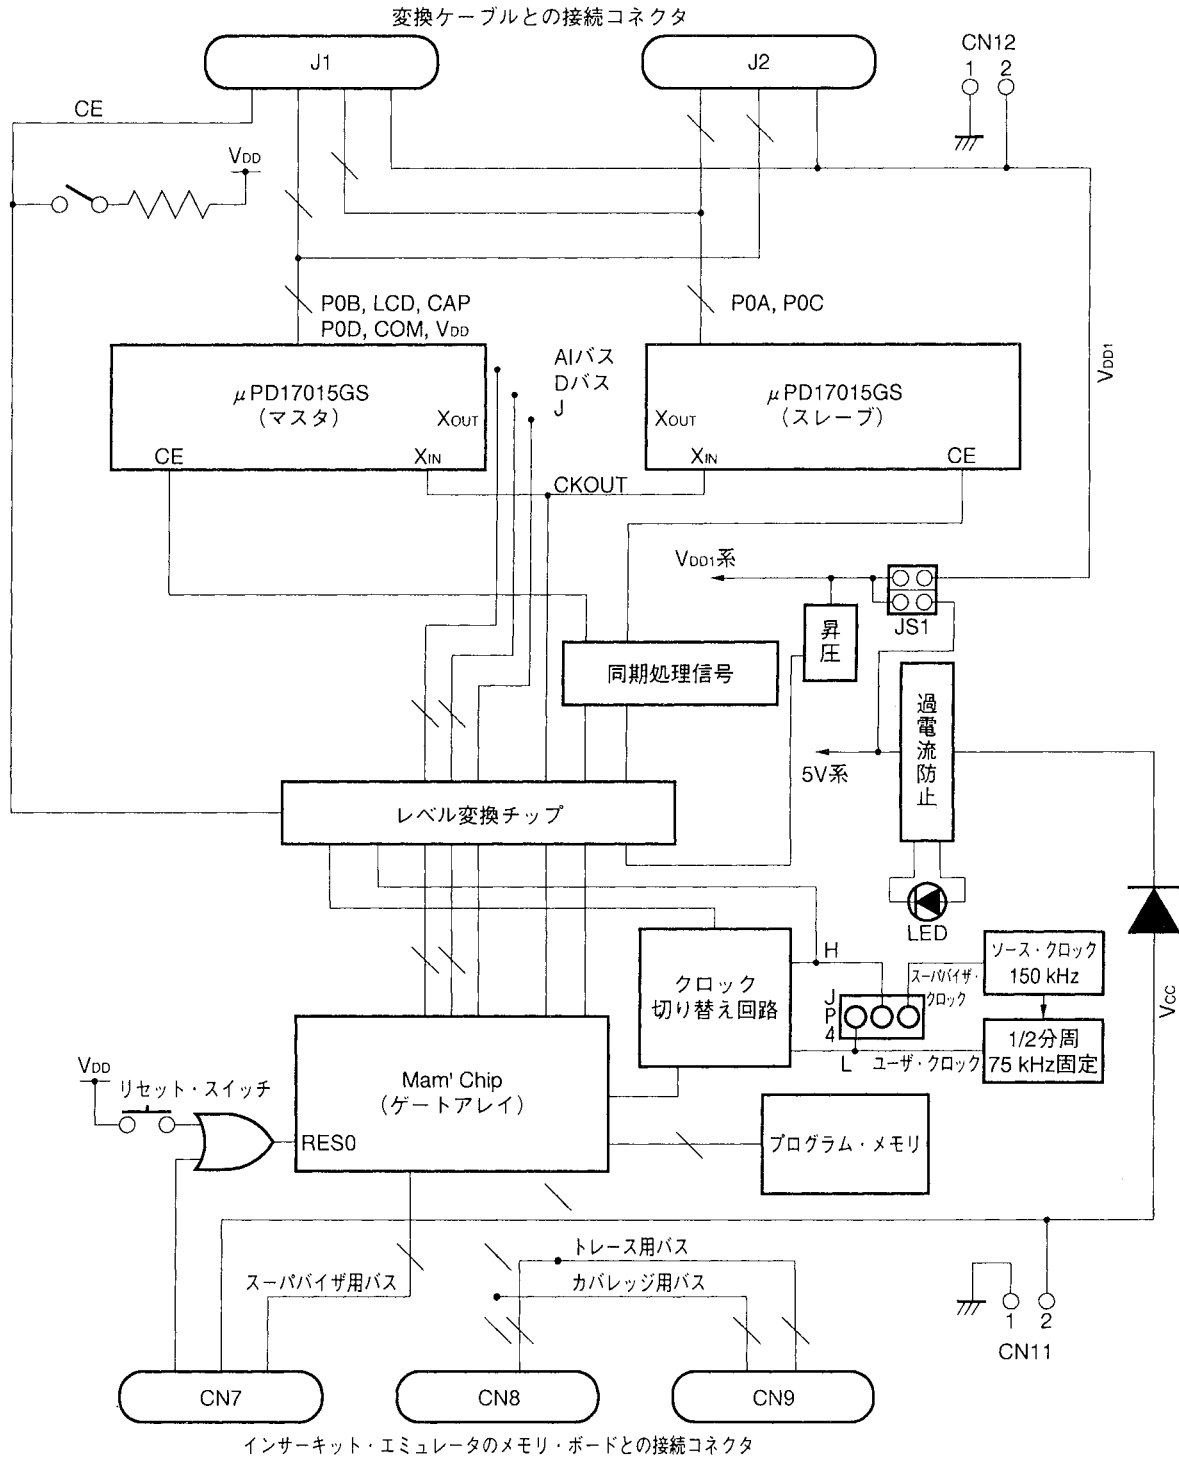 変換ケーブルとの接続コネクタ
J1
J2
CN12
1 2
CE
VDD
P0B, LCD, CAP
P0D, COM, VDD
P0A, P0C
VDD1
μPD17015GS
(マスタ)
XOUT
CE
XIN
AIバス
Dバス
J
μPD17015GS
(スレーブ)
XOUT
XIN
CE
CKOUT
VDD1系
JS1
昇圧
同期処理信号
過電流防止
5V系
レベル変換チップ
LED
H
クロック
切り替え回路
スーパバイザ・
クロック
ソース・クロック
150 kHz
JP4
L
ユーザ・クロック
1/2分周
75 kHz固定
VCC
VDD
リセット・スイッチ
RES0
Mam' Chip
(ゲートアレイ)
プログラム・メモリ
トレース用バス
スーパバイザ用バス
カバレッジ用バス
1 2
CN11
CN7
CN8
CN9
インサーキット・エミュレータのメモリ・ボードとの接続コネクタ